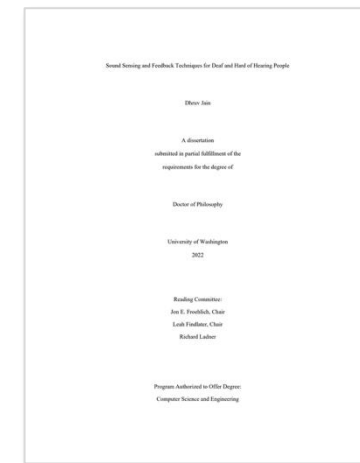 Sound Sensing and Feedback Techniques for Deaf and Hard of Hearing People
Dhruv Jain
A dissertation
submitted in partial fulfillment of the
requirements for the degree of
Doctor of Philosophy
University of Washington
2022
Reading Committee:
Jon E. Froehlich, Chair
Leah Findlater, Chair
Richard Ladner
Program Authorized to Offer Degree:
Computer Science and Engineering